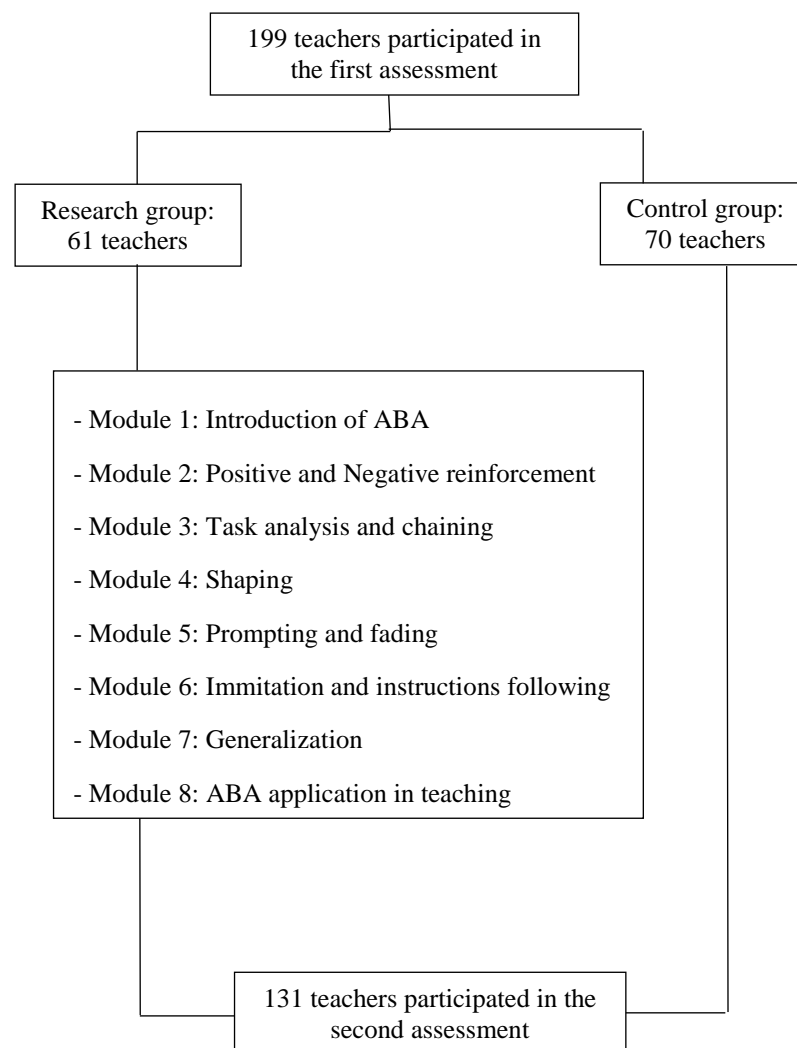 199 teachers participated in
the first assessment
Research group:
61 teachers
Control group:
70 teachers
- Module 1: Introduction of ABA
- Module 2: Positive and Negative reinforcement
- Module 3: Task analysis and chaining
- Module 4: Shaping
- Module 5: Prompting and fading
- Module 6: Immitation and instructions following
- Module 7: Generalization
- Module 8: ABA application in teaching
131 teachers participated in the
second assessment